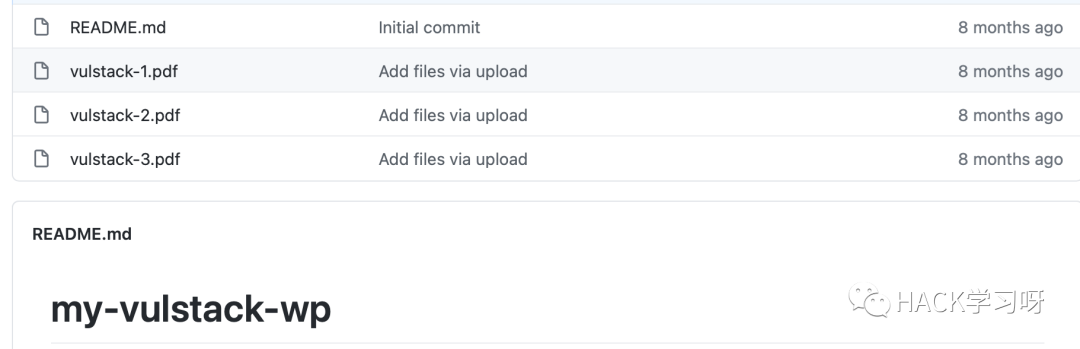 README.md Initial commit 8 months ago
vulstack-1.pdf Add files via upload 8 months ago
vulstack-2.pdf Add files via upload 8 months ago
vulstack-3.pdf Add files via upload 8 months ago
README.md
my-vulstack-wp
HACK学习呀